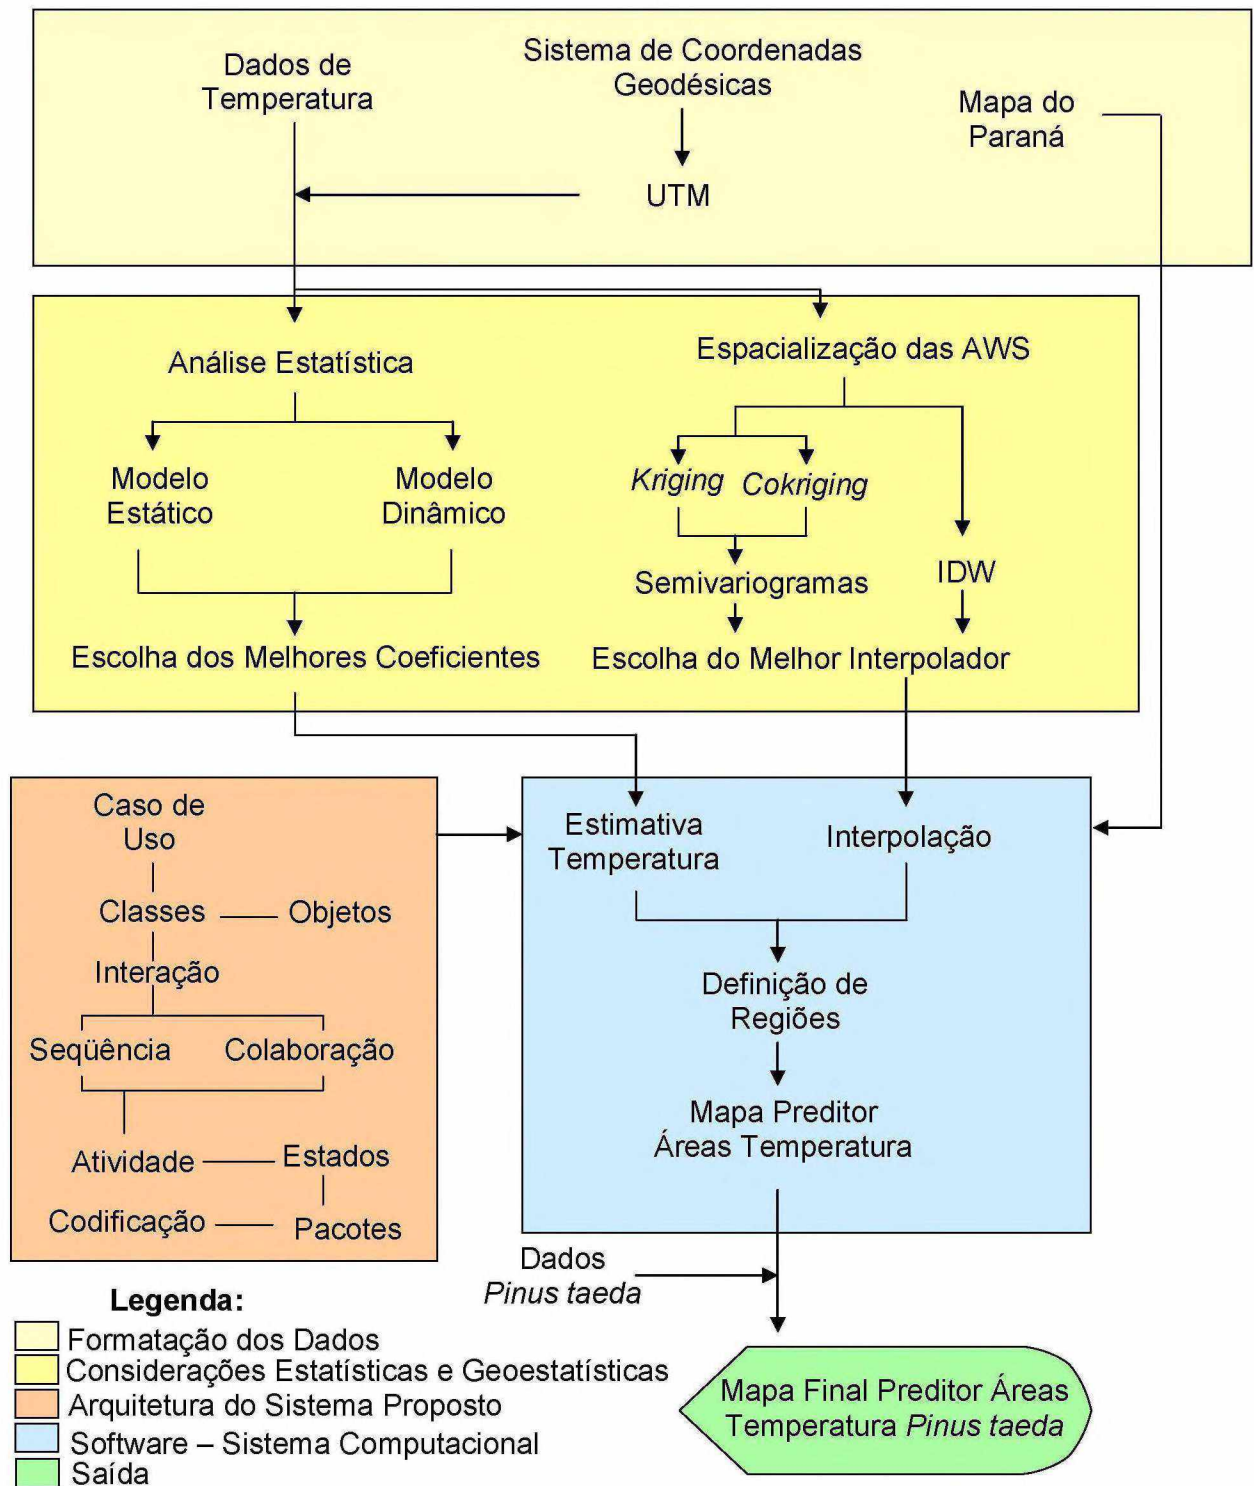 Dados de
Temperatura
Sistema de Coordenadas
Geodésicas
Mapa do
Paraná
UTM
Análise Estatística
Espacialização das AWS
Modelo
Estático
Modelo
Dinâmico
Kriging
Cokriging
Semivariogramas
IDW
Escolha dos Melhores Coeficientes
Escolha do Melhor Interpolador
Caso de
Uso
Classes
Objetos
Interação
Seqüência
Colaboração
Atividade
Estados
Codificação
Pacotes
Estimativa
Temperatura
Interpolação
Definição de
Regiões
Mapa Preditor
Áreas Temperatura
Dados
Pinus taeda
Legenda:
Formatação dos Dados
Considerações Estatísticas e Geoestatísticas
Arquitetura do Sistema Proposto
Software – Sistema Computacional
Saída
Mapa Final Preditor Áreas
Temperatura Pinus taeda